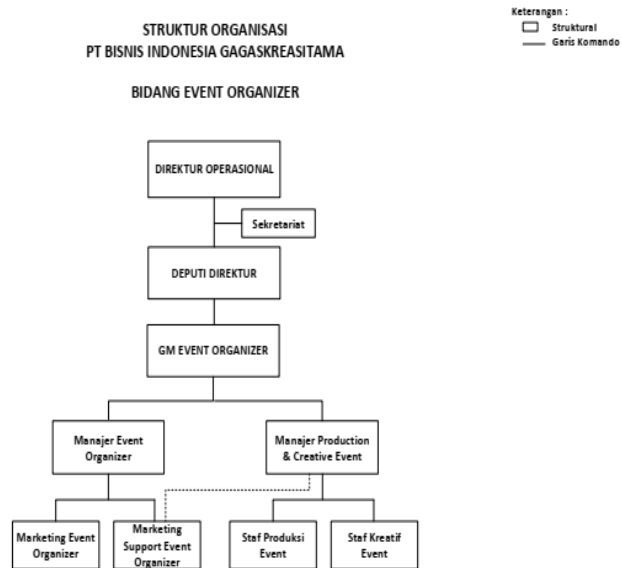 Keterangan :
Struktural
Garis Komando
STRUKTUR ORGANISASI
PT BISNIS INDONESIA GAGASKREASITAMA
BIDANG EVENT ORGANIZER
DIREKTUR OPERASIONAL
Sekretariat
DEPUTI DIREKTUR
GM EVENT ORGANIZER
Manajer Event
Organizer
Manajer Production
& Creative Event
Marketing Event
Organizer
Marketing
Support Event
Organizer
Staf Produksi
Event
Staf Kreatif
Event